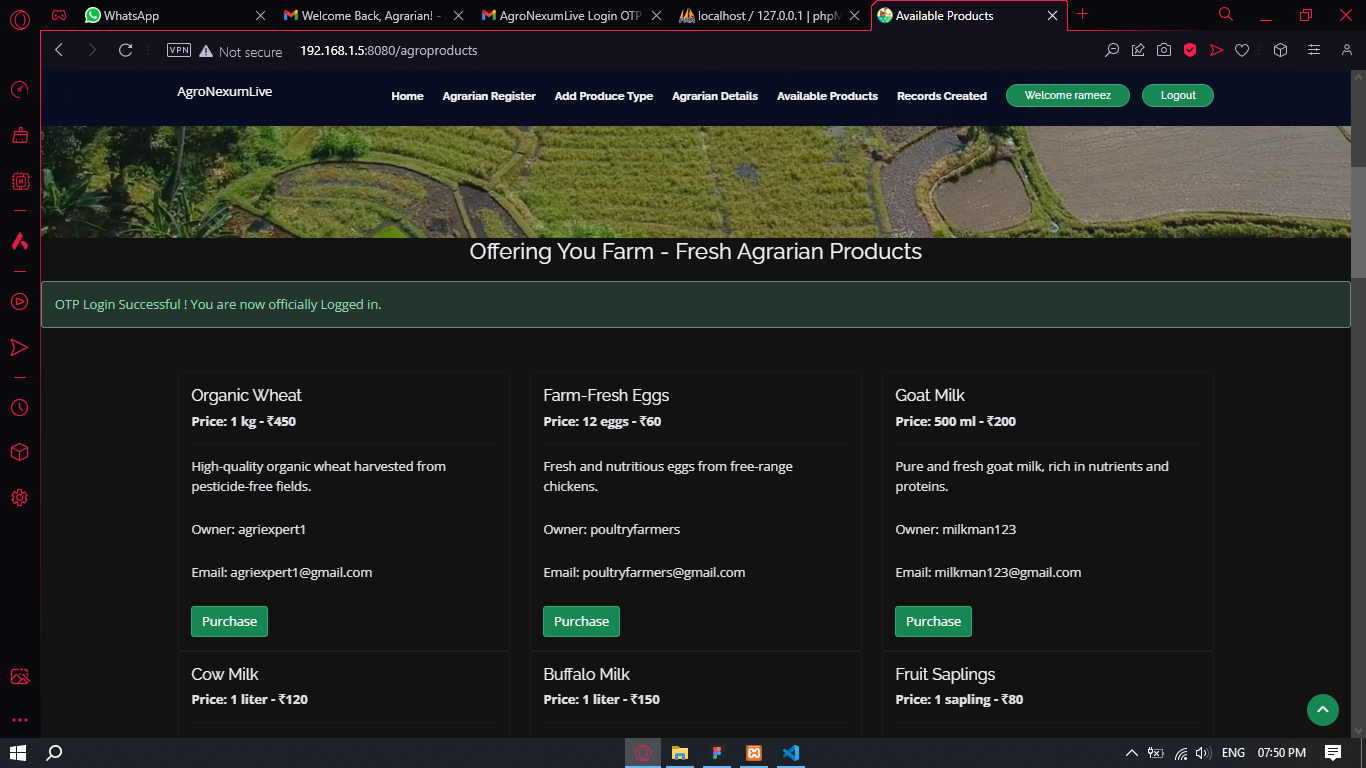 WhatsApp
Welcome Back, Agrarian! -
AgroNexumLive Login OTP
localhost / 127.0.0.1 | phpM
Available Products
VPN
Not secure
192.168.1.5:8080/agroproducts
AgroNexumLive
Home
Agrarian Register
Add Produce Type
Agrarian Details
Available Products
Records Created
Welcome rameez
Logout
Offering You Farm - Fresh Agrarian Products
OTP Login Successful ! You are now officially Logged in.
Organic Wheat
Price: 1 kg - ₹450
High-quality organic wheat harvested from
pesticide-free fields.
Owner: agriexpert1
Email: agriexpert1@gmail.com
Purchase
Farm-Fresh Eggs
Price: 12 eggs - ₹60
Fresh and nutritious eggs from free-range
chickens.
Owner: poultryfarmers
Email: poultryfarmers@gmail.com
Purchase
Goat Milk
Price: 500 ml - ₹200
Pure and fresh goat milk, rich in nutrients and
proteins.
Owner: milkman123
Email: milkman123@gmail.com
Purchase
Cow Milk
Price: 1 liter - ₹120
Buffalo Milk
Price: 1 liter - ₹150
Fruit Saplings
Price: 1 sapling - ₹80
ENG
07:50 PM